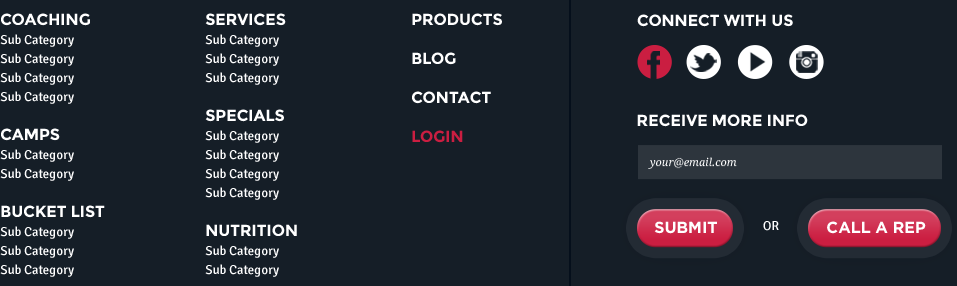 COACHING
Sub Category
Sub Category
Sub Category
Sub Category
CAMPS
Sub Category
Sub Category
BUCKET LIST
Sub Category
Sub Category
Sub Category
SERVICES
Sub Category
Sub Category
Sub Category
SPECIALS
Sub Category
Sub Category
Sub Category
Sub Category
NUTRITION
Sub Category
Sub Category
PRODUCTS
BLOG
CONTACT
LOGIN
CONNECT WITH US
RECEIVE MORE INFO
your@email.com
SUBMIT OR CALL A REP